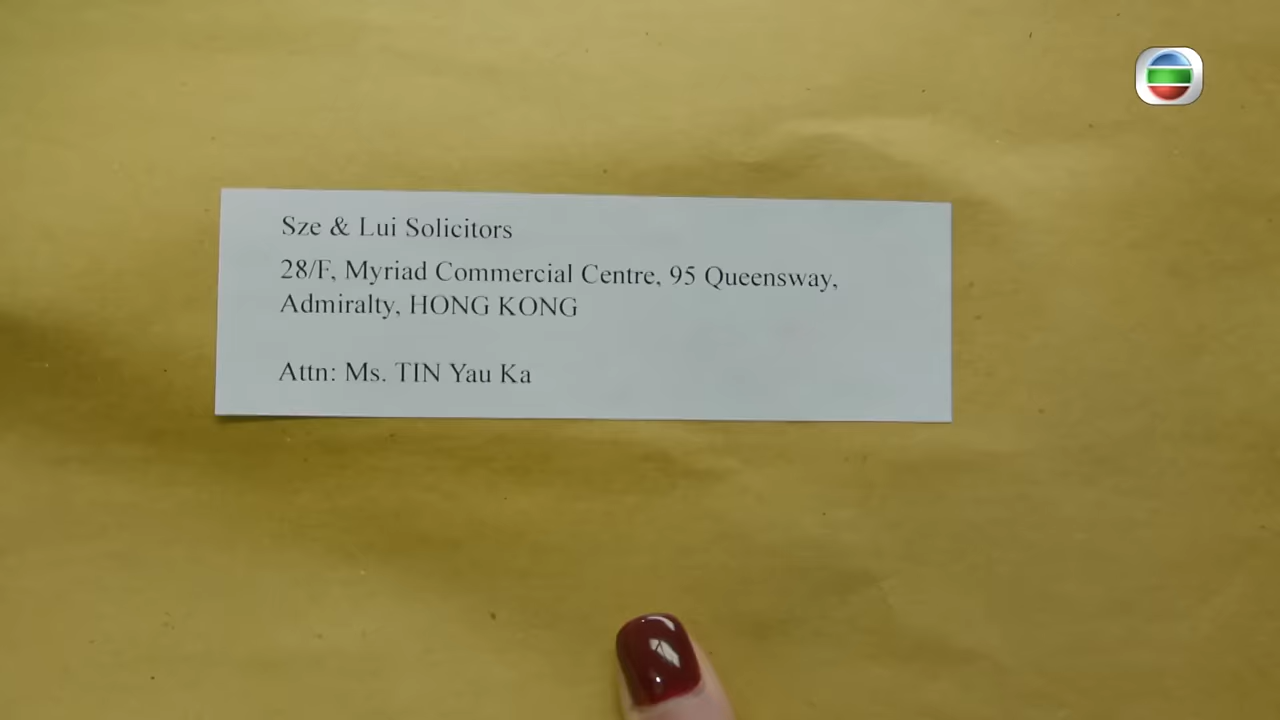 Sze & Lui Solicitors
28/F, Myriad Commercial Centre, 95 Queensway,
Admiralty, HONG KONG
Attn: Ms. TIN Yau Ka